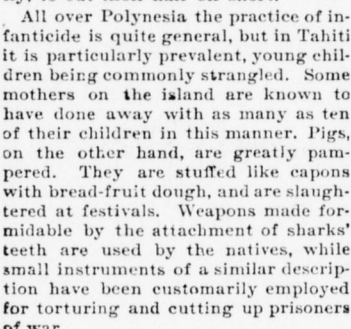 All over Polynesia the practice of in-
fanticide is quite general, but in Tahiti
it is particularly prevalent, young chil-
dren being commonly strangled. Some
mothers on the island are known to
have done away with as many as ten
of their children in this manner. Pigs,
on the other hand, are greatly pam-
pered. They are stuffed like capons
with bread-fruit dough, and are slaugh-
tered at festivals. Weapons made for-
midable by the attachment of sharks'
teeth are used by the natives, while
small instruments of a similar descrip-
tion have been customarily employed
for torturing and cutting up prisoners
of war